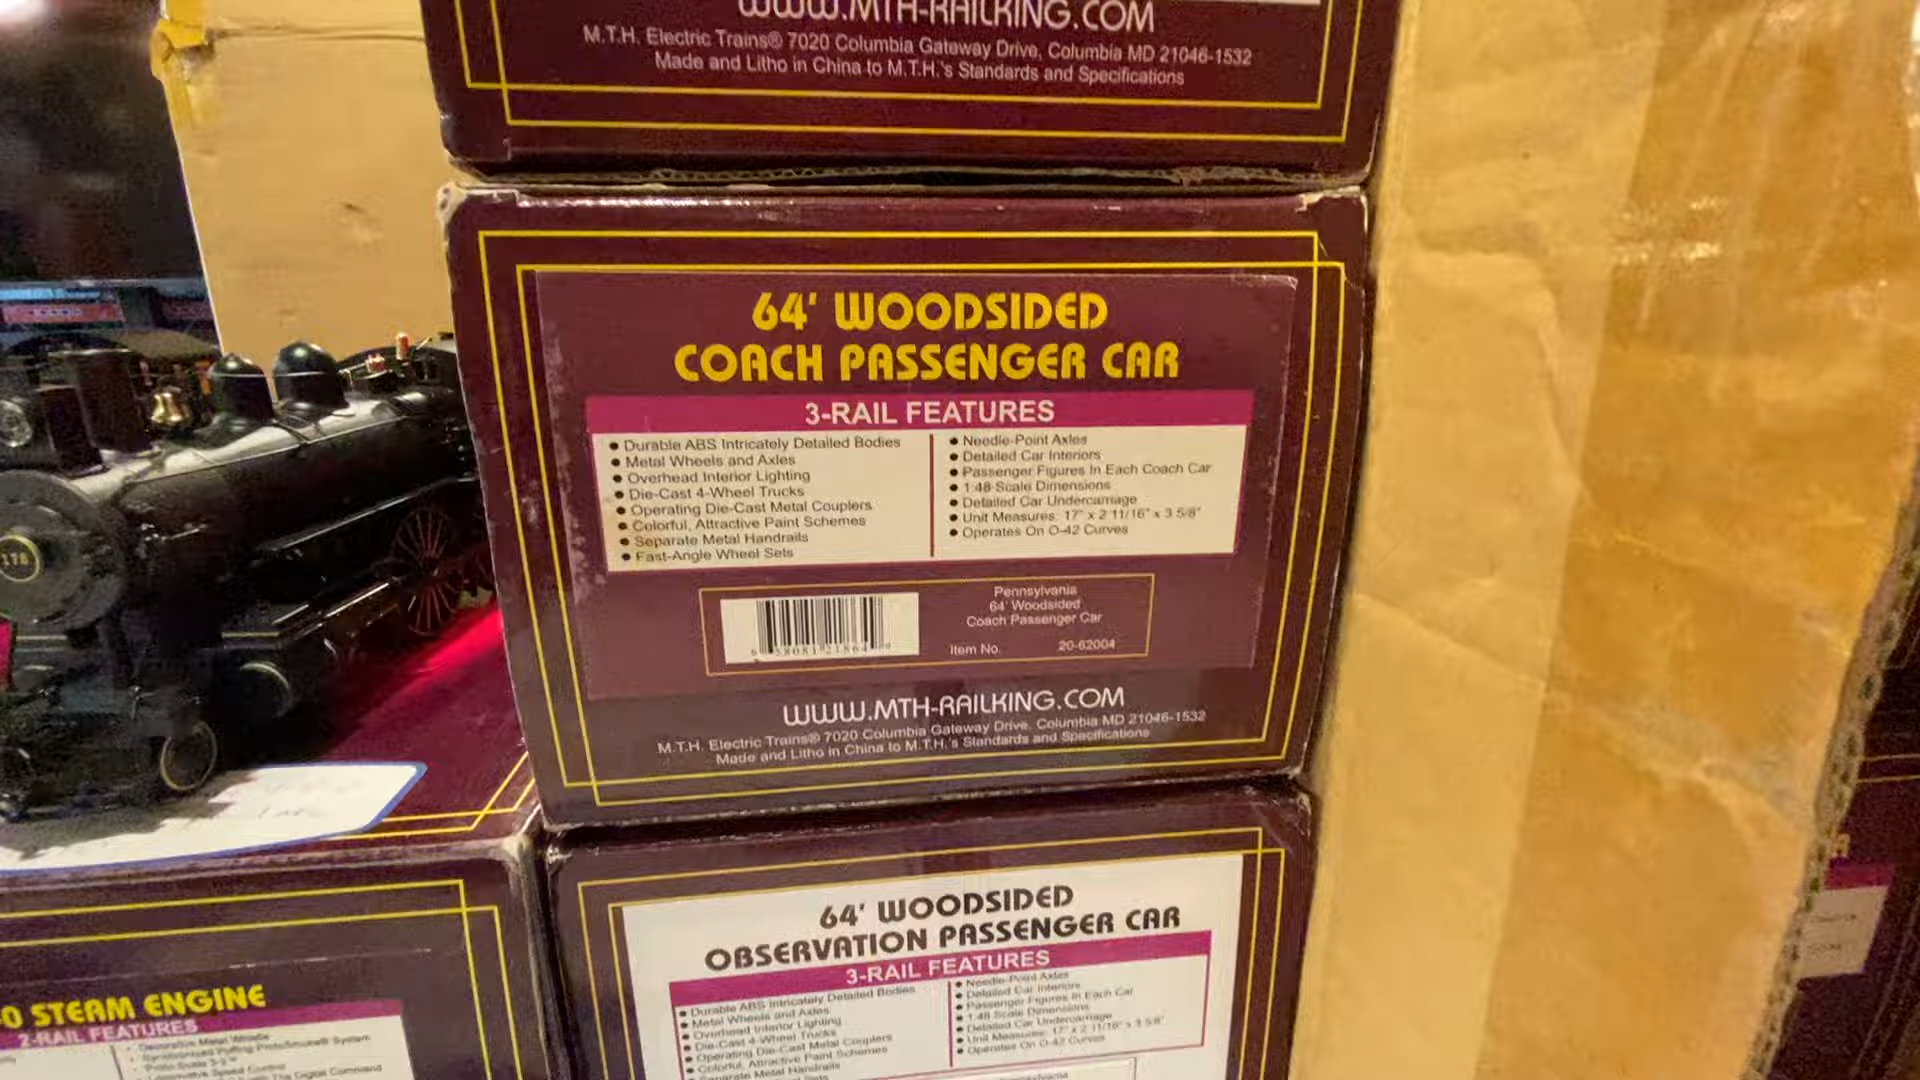 WWW.MTH-RAILKING.COM
M.T.H. Electric Trains® 7020 Columbia Gateway Drive, Columbia MD 21046-1532
Made and Litho in China to M.T.H.'s Standards and Specifications
64' WOODSIDED
COACH PASSENGER CAR
3-RAIL FEATURES
● Durable ABS Intricately Detailed Bodies
● Metal Wheels and Axles
● Overhead Interior Lighting
● Die-Cast 4-Wheel Trucks
● Operating Die-Cast Metal Couplers
● Colorful, Attractive Paint Schemes
● Separate Metal Handrails
● Fast-Angle Wheel Sets
● Needle-Point Axles
● Detailed Car Interiors
● Passenger Figures In Each Coach Car
● 1:48 Scale Dimensions
● Detailed Car Undercarriage
● Unit Measures: 17" x 2 11/16" x 3 5/8"
● Operates On O-42 Curves
Pennsylvania
64' Woodsided
Coach Passenger Car
Item No. 20-62004
WWW.MTH-RAILKING.COM
M.T.H. Electric Trains® 7020 Columbia Gateway Drive, Columbia MD 21046-1532
Made and Litho in China to M.T.H.'s Standards and Specifications
178
64' WOODSIDED
OBSERVATION PASSENGER CAR
3-RAIL FEATURES
● Durable ABS Intricately Detailed Bodies
● Metal Wheels and Axles
● Overhead Interior Lighting
● Die-Cast 4-Wheel Trucks
● Operating Die-Cast Metal Couplers
● Colorful, Attractive Paint Schemes
● Separate Metal Handrails
● Needle-Point Axles
● Detailed Car Interiors
● Passenger Figures In Each Car
● 1:48 Scale Dimensions
● Detailed Car Undercarriage
● Unit Measures: 17" x 2 11/16" x 3 5/8"
● Operates On O-42 Curves
0 STEAM ENGINE
2-RAIL FEATURES